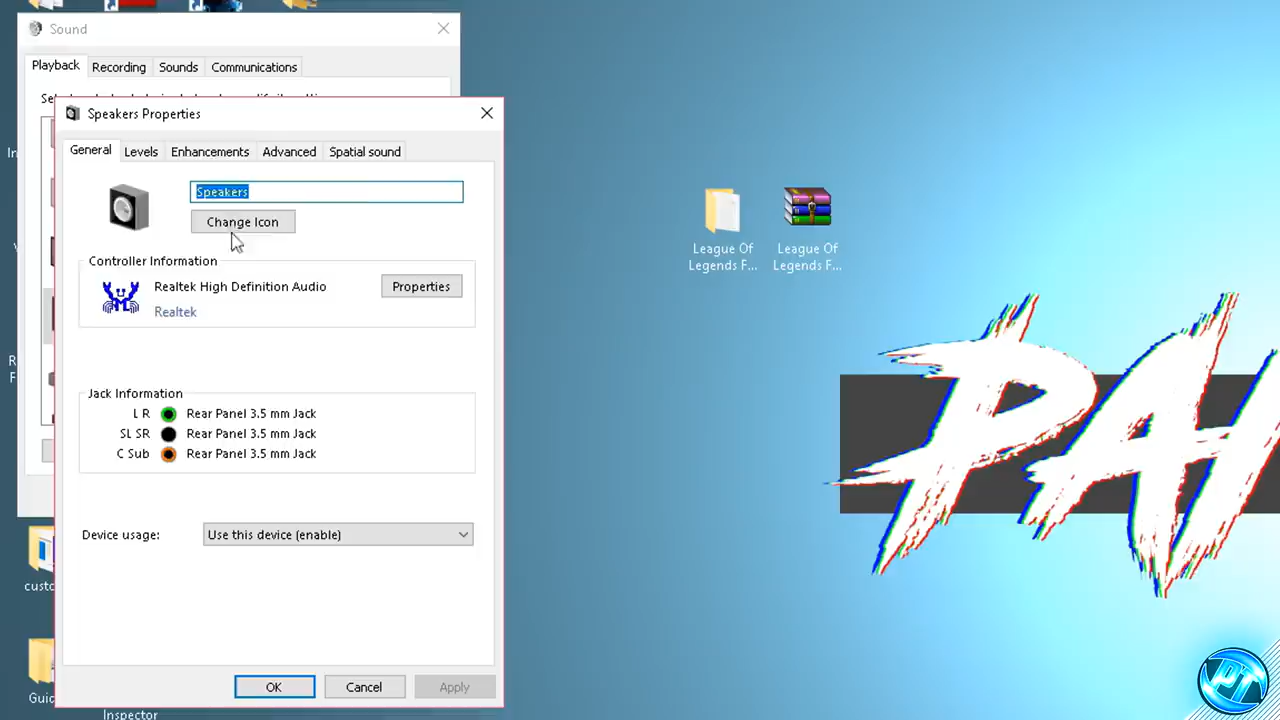 Sound
Playback
Recording
Sounds
Communications
Speakers Properties
General
Levels
Enhancements
Advanced
Spatial sound
Speakers
Change Icon
Controller Information
Realtek High Definition Audio
Properties
Realtek
Jack Information
L R Rear Panel 3.5 mm Jack
SL SR Rear Panel 3.5 mm Jack
C Sub Rear Panel 3.5 mm Jack
Device usage:
Use this device (enable)
OK
Cancel
Apply
League Of
Legends F...
League Of
Legends F...
PA
custo
Guid
Inspector
PT